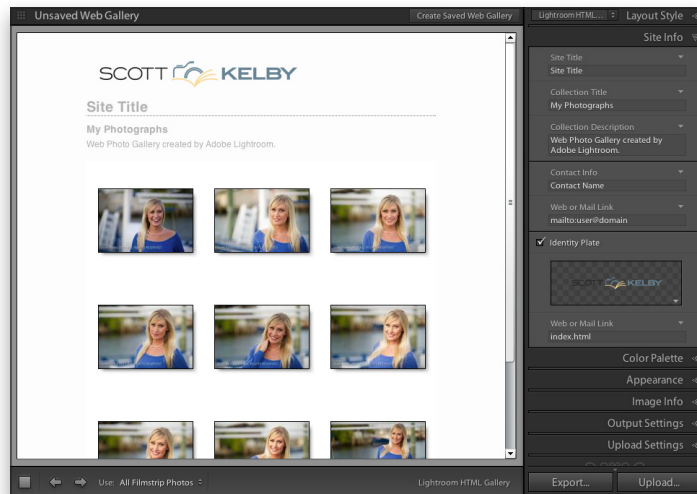 Unsaved Web Gallery
Create Saved Web Gallery
SCOTT KELBY
Site Title
My Photographs
Web Photo Gallery created by Adobe Lightroom.
Use: All Filmstrip Photos
Lightroom HTML Gallery
Lightroom HTML... Layout Style
Site Info
Site Title
Site Title
Collection Title
My Photographs
Collection Description
Web Photo Gallery created by
Adobe Lightroom.
Contact Info
Contact Name
Web or Mail Link
mailto:user@domain
Identity Plate
SCOTT KELBY
Web or Mail Link
index.html
Color Palette
Appearance
Image Info
Output Settings
Upload Settings
Export...
Upload...